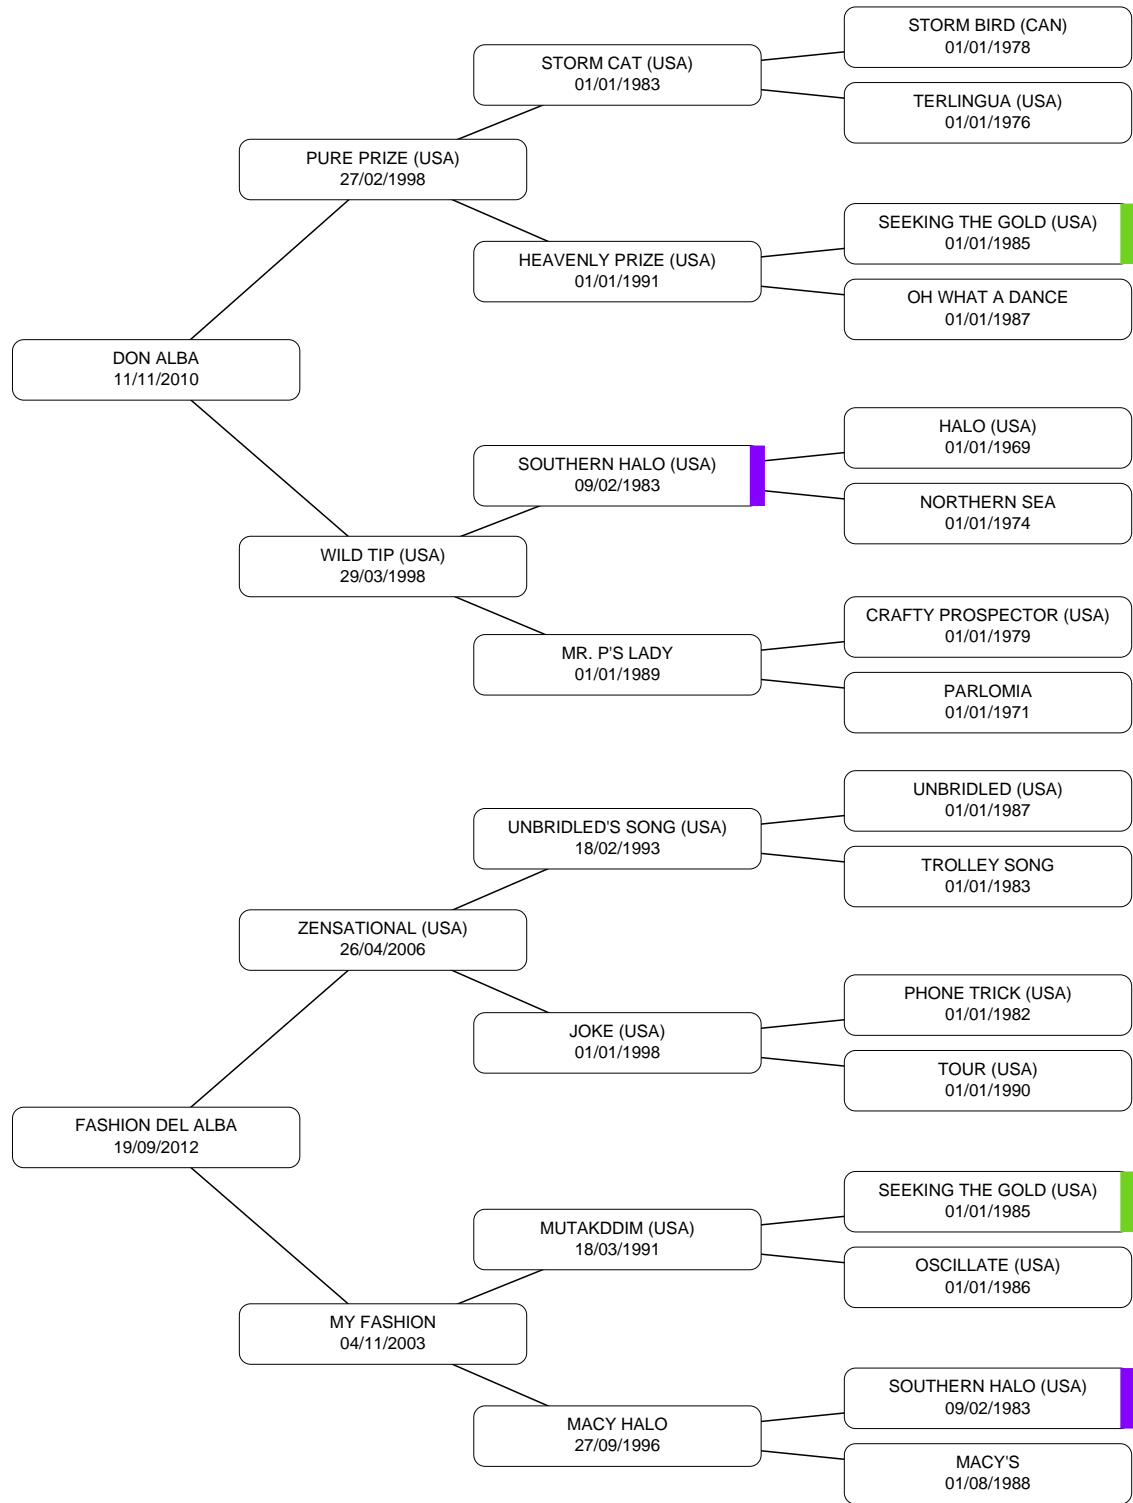 STORM BIRD (CAN)
01/01/1978
STORM CAT (USA)
01/01/1983
TERLINGUA (USA)
01/01/1976
PURE PRIZE (USA)
27/02/1998
SEEKING THE GOLD (USA)
01/01/1985
HEAVENLY PRIZE (USA)
01/01/1991
OH WHAT A DANCE
01/01/1987
DON ALBA
11/11/2010
HALO (USA)
01/01/1969
SOUTHERN HALO (USA)
09/02/1983
NORTHERN SEA
01/01/1974
WILD TIP (USA)
29/03/1998
CRAFTY PROSPECTOR (USA)
01/01/1979
MR. P'S LADY
01/01/1989
PARLOMIA
01/01/1971
UNBRIDLED (USA)
01/01/1987
UNBRIDLED'S SONG (USA)
18/02/1993
TROLLEY SONG
01/01/1983
ZENSATIONAL (USA)
26/04/2006
PHONE TRICK (USA)
01/01/1982
JOKE (USA)
01/01/1998
TOUR (USA)
01/01/1990
FASHION DEL ALBA
19/09/2012
SEEKING THE GOLD (USA)
01/01/1985
MUTAKDDIM (USA)
18/03/1991
OSCILLATE (USA)
01/01/1986
MY FASHION
04/11/2003
SOUTHERN HALO (USA)
09/02/1983
MACY HALO
27/09/1996
MACY'S
01/08/1988